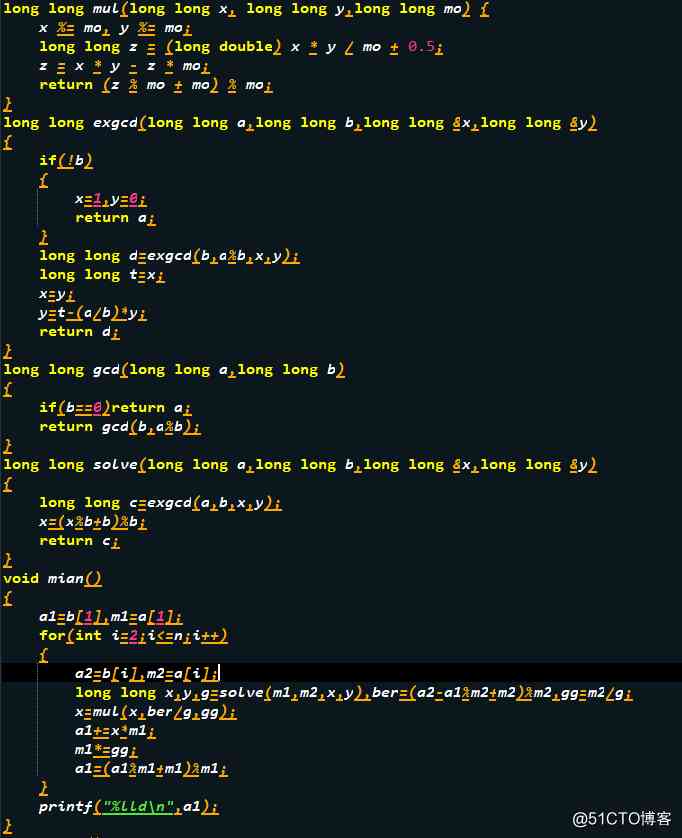 long long mul(long long x, long long y,long long mo) {
x %= mo, y %= mo;
long long z = (long double) x * y / mo + 0.5;
z = x * y - z * mo;
return (z % mo + mo) % mo;
}
long long exgcd(long long a,long long b,long long &x,long long &y)
{
if(!b)
{
x=1,y=0;
return a;
}
long long d=exgcd(b,a%b,x,y);
long long t=x;
x=y;
y=t-(a/b)*y;
return d;
}
long long gcd(long long a,long long b)
{
if(b==0)return a;
return gcd(b,a%b);
}
long long solve(long long a,long long b,long long &x,long long &y)
{
long long c=exgcd(a,b,x,y);
x=(x%b+b)%b;
return c;
}
void mian()
{
a1=b[1],m1=a[1];
for(int i=2;i<=n;i++)
{
a2=b[i],m2=a[i];
long long x,y,g=solve(m1,m2,x,y),ber=(a2-a1%m2+m2)%m2,gg=m2/g;
x=mul(x,ber/g,gg);
a1+=x*m1;
m1*=gg;
a1=(a1%m1+m1)%m1;
}
printf("%lld\n",a1);
}
@51CTO博客